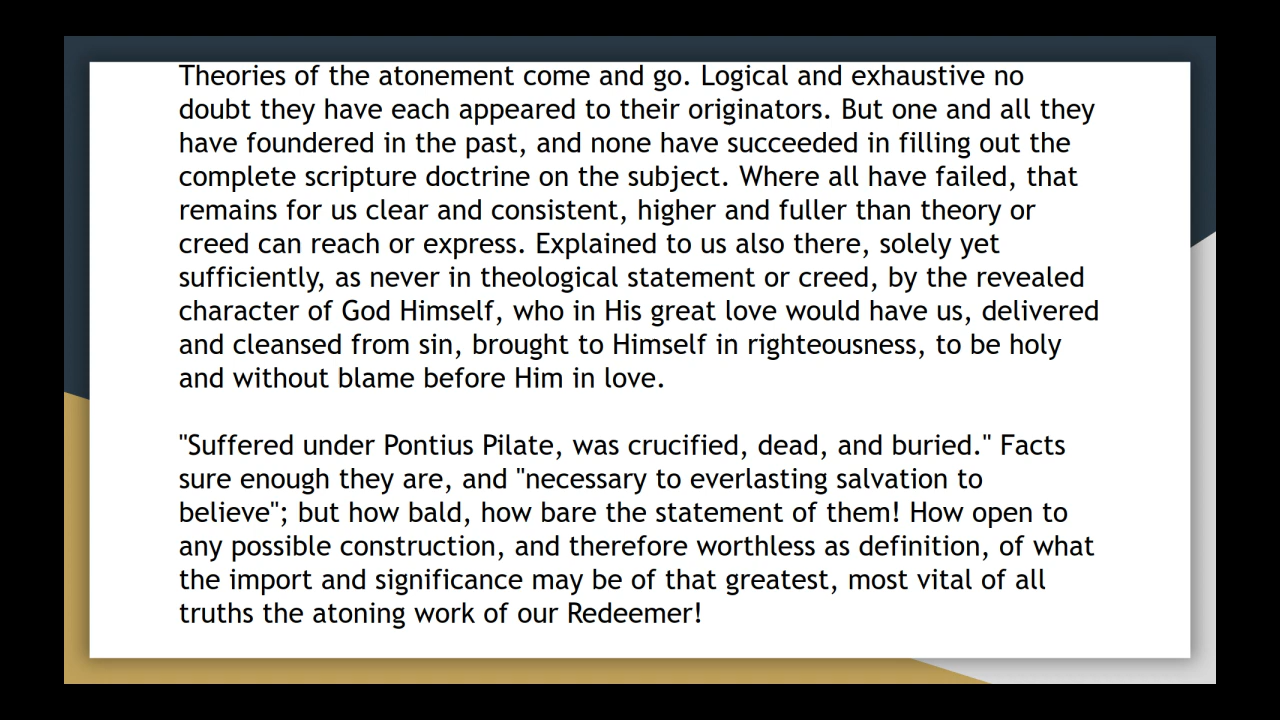 Theories of the atonement come and go. Logical and exhaustive no
doubt they have each appeared to their originators. But one and all they
have foundered in the past, and none have succeeded in filling out the
complete scripture doctrine on the subject. Where all have failed, that
remains for us clear and consistent, higher and fuller than theory or
creed can reach or express. Explained to us also there, solely yet
sufficiently, as never in theological statement or creed, by the revealed
character of God Himself, who in His great love would have us, delivered
and cleansed from sin, brought to Himself in righteousness, to be holy
and without blame before Him in love.

"Suffered under Pontius Pilate, was crucified, dead, and buried." Facts
sure enough they are, and "necessary to everlasting salvation to
believe"; but how bald, how bare the statement of them! How open to
any possible construction, and therefore worthless as definition, of what
the import and significance may be of that greatest, most vital of all
truths the atoning work of our Redeemer!